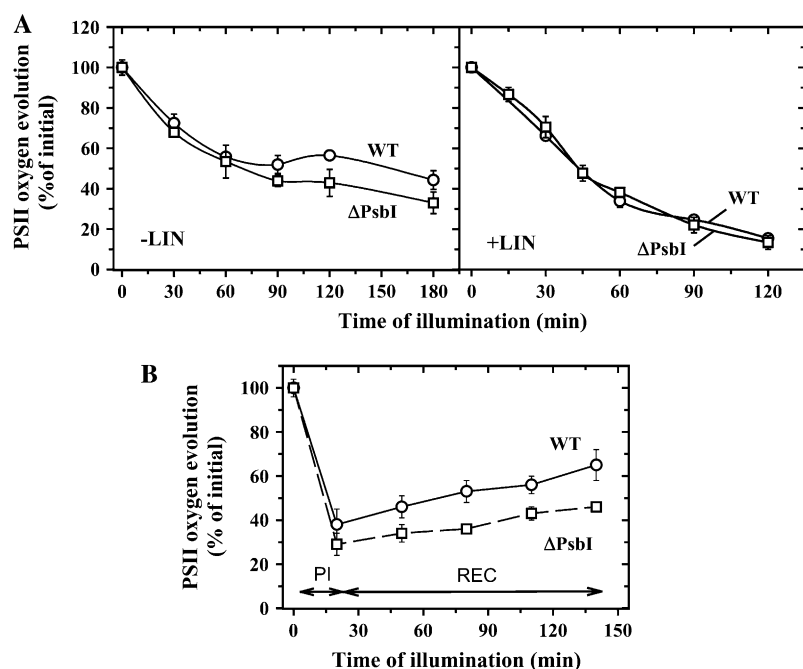 A
PSII oxygen evolution
(%of initial)
120
100
80
60
40
20
0
WT
ΔPsbI
-LIN
WT
ΔPsbI
+LIN
0 30 60 90 120 150 180
0 30 60 90 120
Time of illumination (min)
B
PSII oxygen evolution
(% of initial)
100
80
60
40
30
0
WT
ΔPsbI
PI
REC
0 30 60 90 120 150
Time of illumination (min)